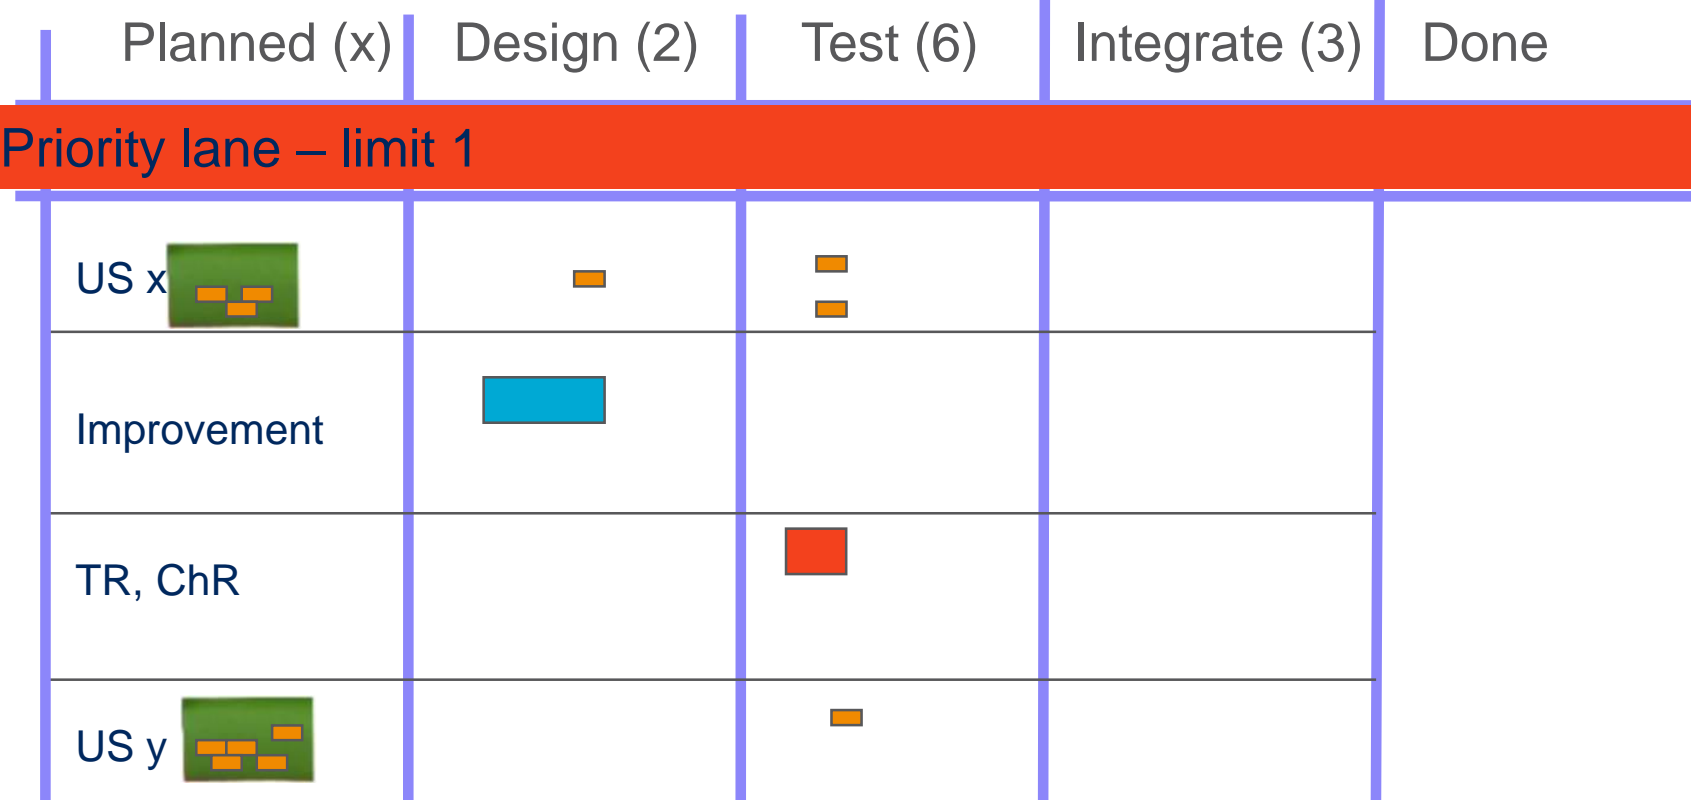 Planned (x) Design (2) Test (6) Integrate (3) Done
Priority lane – limit 1
US x
Improvement
TR, ChR
US y